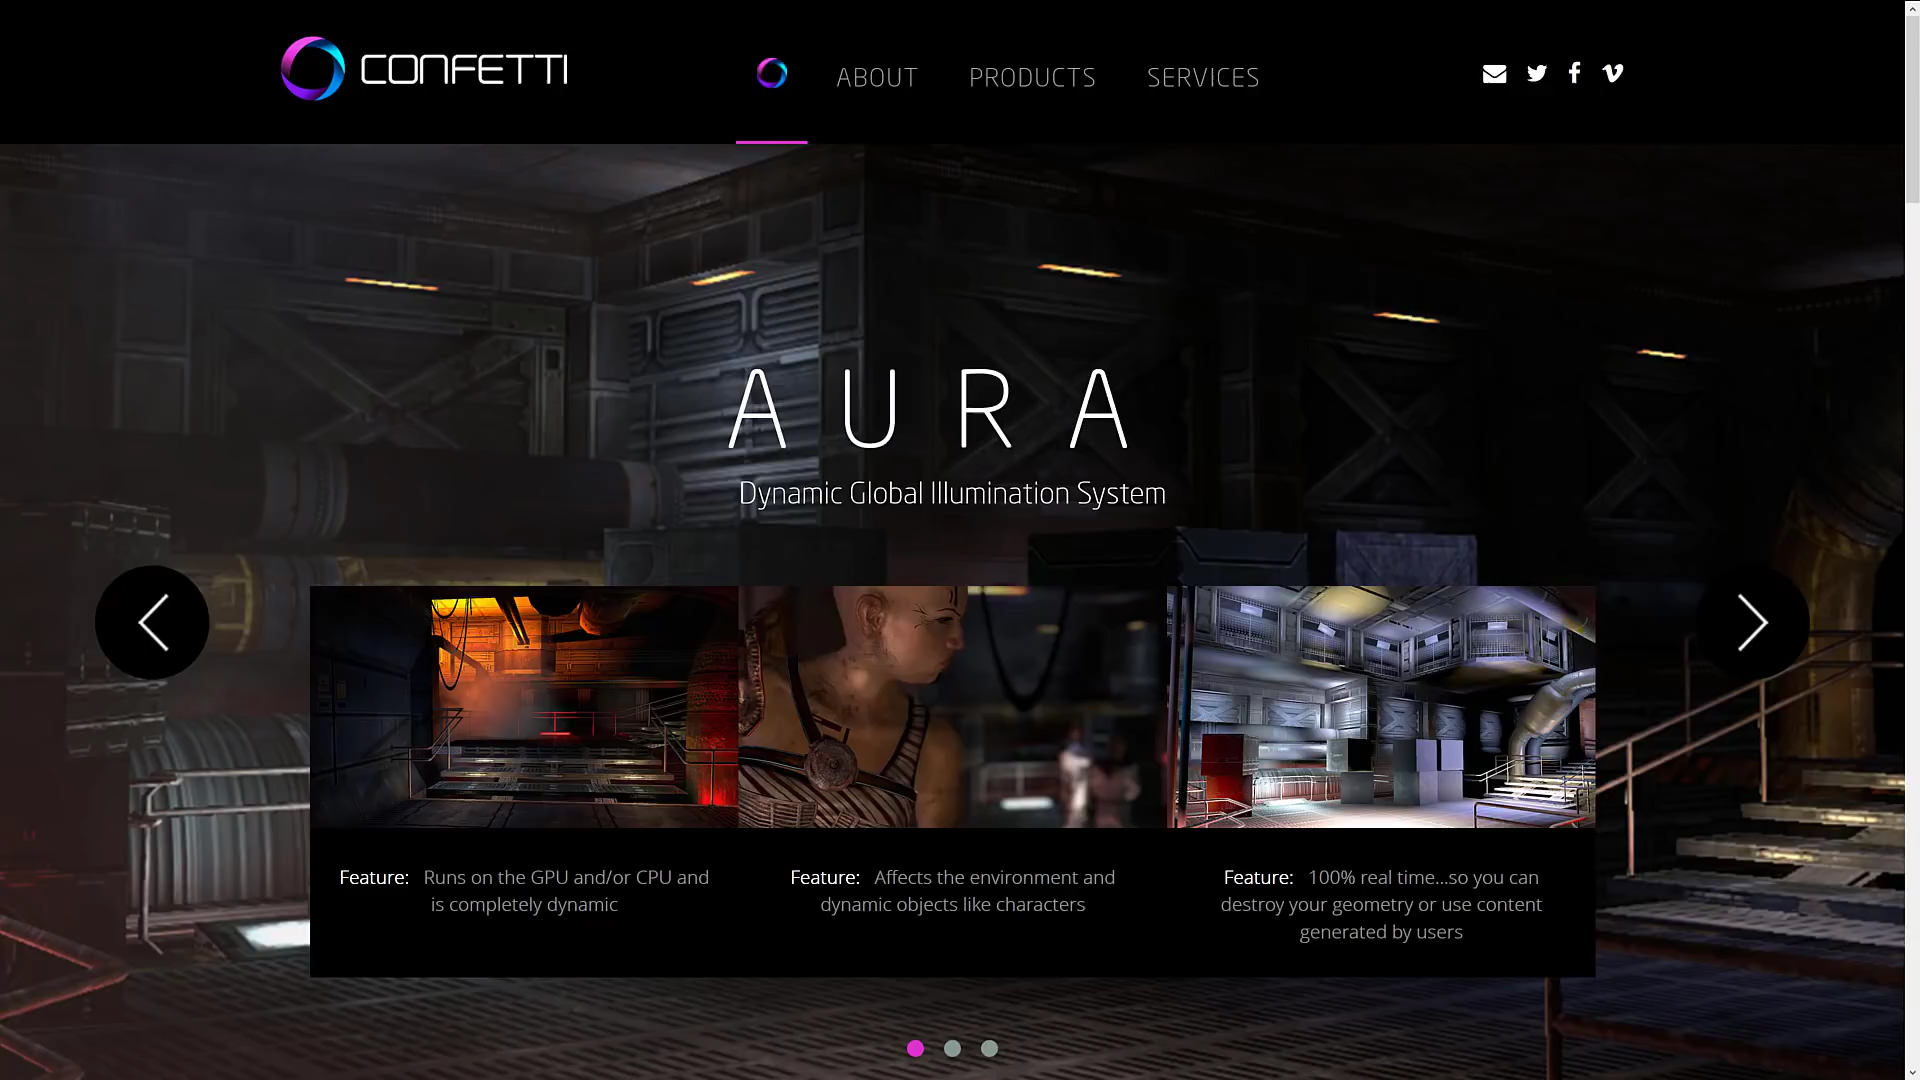 CONFETTI
ABOUT PRODUCTS SERVICES
AURA
Dynamic Global Illumination System
Feature: Runs on the GPU and/or CPU and
is completely dynamic
Feature: Affects the environment and
dynamic objects like characters
Feature: 100% real time...so you can
destroy your geometry or use content
generated by users